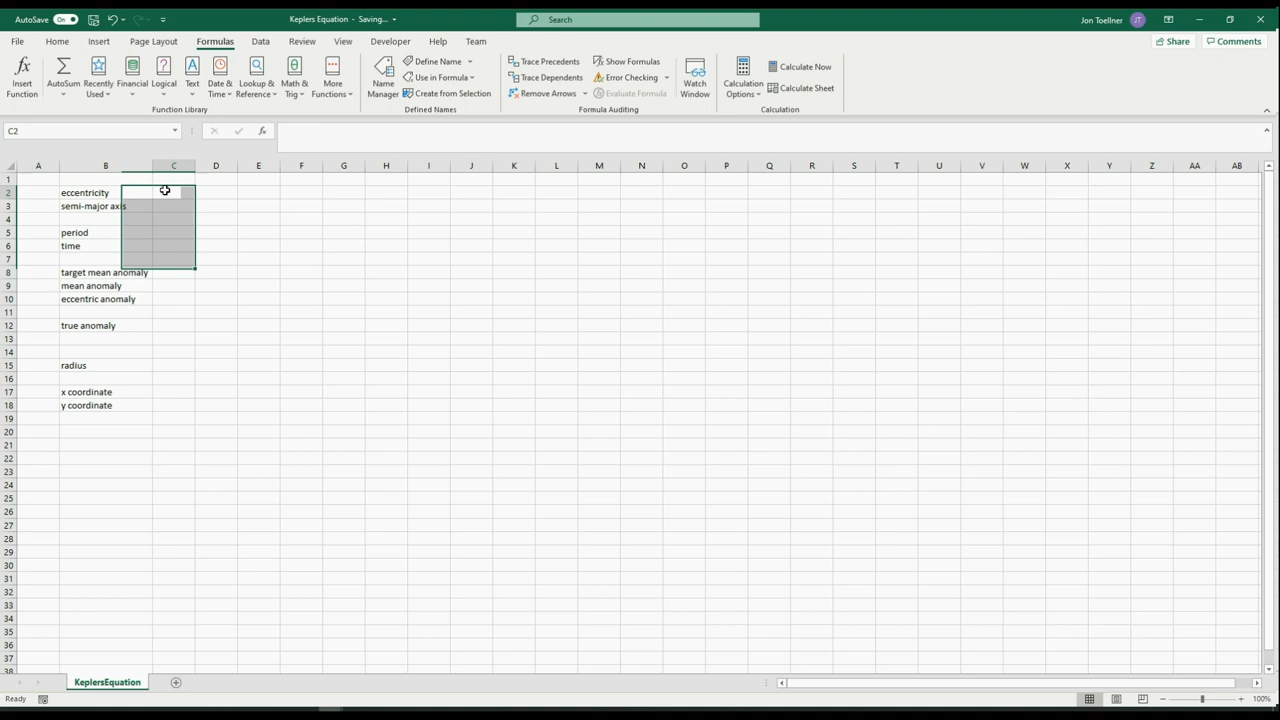 AutoSave On Keplers Equation - Saving... Search Jon Toellner JT
File Home Insert Page Layout Formulas Data Review View Developer Help Team Share Comments
fx Σ ? A θ
Insert Function AutoSum Recently Used Financial Logical Text Date & Time Lookup & Reference Math & Trig More Functions
Function Library
Name Manager
Define Name
Use in Formula
Create from Selection
Defined Names
Trace Precedents Show Formulas
Trace Dependents Error Checking
Remove Arrows Evaluate Formula
Watch Window
Formula Auditing
Calculation Options
Calculate Now
Calculate Sheet
Calculation
C2 fx
A B C D E F G H I J K L M N O P Q R S T U V W X Y Z AA AB
1
2 eccentricity
3 semi-major axis
4
5 period
6 time
7
8 target mean anomaly
9 mean anomaly
10 eccentric anomaly
11
12 true anomaly
13
14
15 radius
16
17 x coordinate
18 y coordinate
19
20
21
22
23
24
25
26
27
28
29
30
31
32
33
34
35
36
37
38
KeplersEquation
Ready 100%